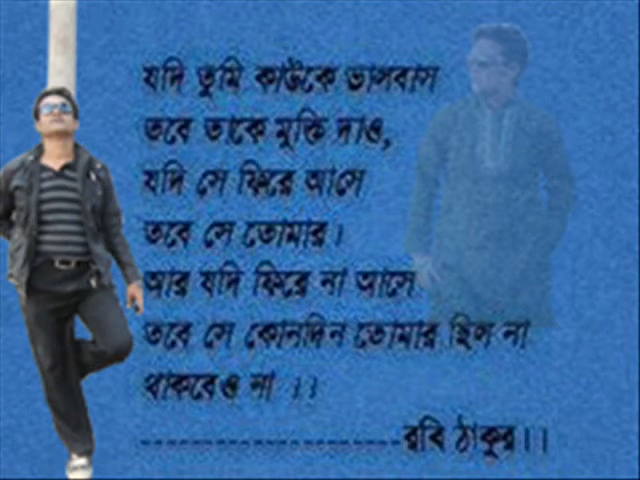 যদি তুমি কাউকে ভালবাস
তবে তাকে মুক্তি দাও,
যদি সে ফিরে আসে
তবে সে তোমার।
আর যদি ফিরে না আসে
তবে সে কোনদিন তোমার ছিল না
থাকবেও না ।।
--------------------রবি ঠাকুর।।